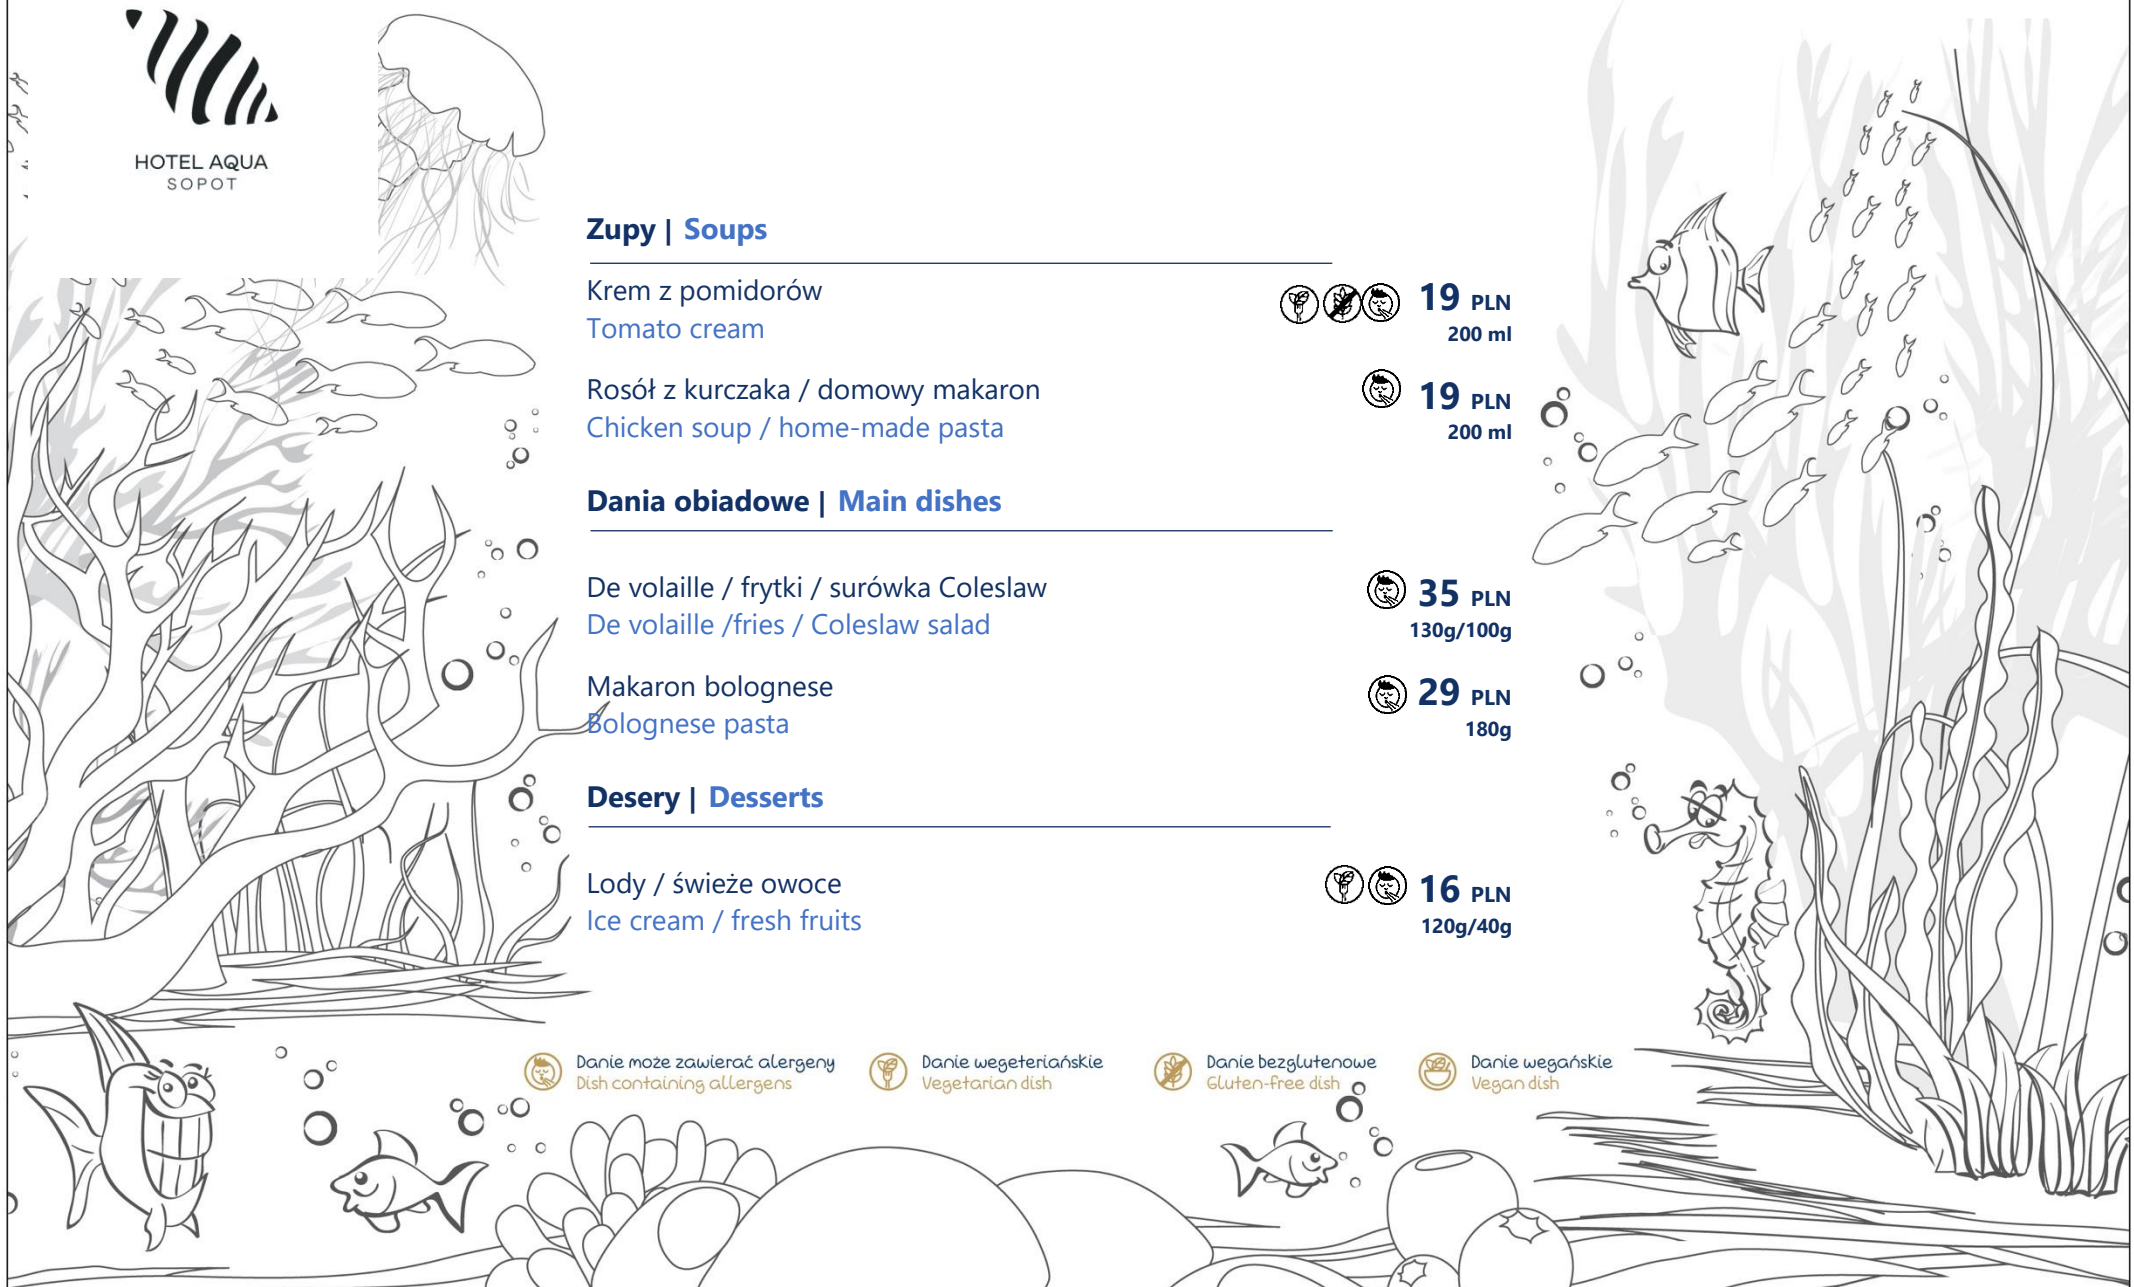 HOTEL AQUA
SOPOT
Zupy | Soups
Krem z pomidorów
19 PLN
Tomato cream
200 ml
Rosół z kurczaka / domowy makaron
19 PLN
Chicken soup / home-made pasta
200 ml
Dania obiadowe | Main dishes
De volaille / frytki / surówka Coleslaw
35 PLN
De volaille /fries / Coleslaw salad
130g/100g
Makaron bolognese
29 PLN
Bolognese pasta
180g
Desery | Desserts
Lody / świeże owoce
16 PLN
Ice cream / fresh fruits
120g/40g
Danie może zawierać alergeny
Dish containing allergens
Danie wegeteriańskie
Vegetarian dish
Danie bezglutenowe
Gluten-free dish
Danie wegańskie
Vegan dish